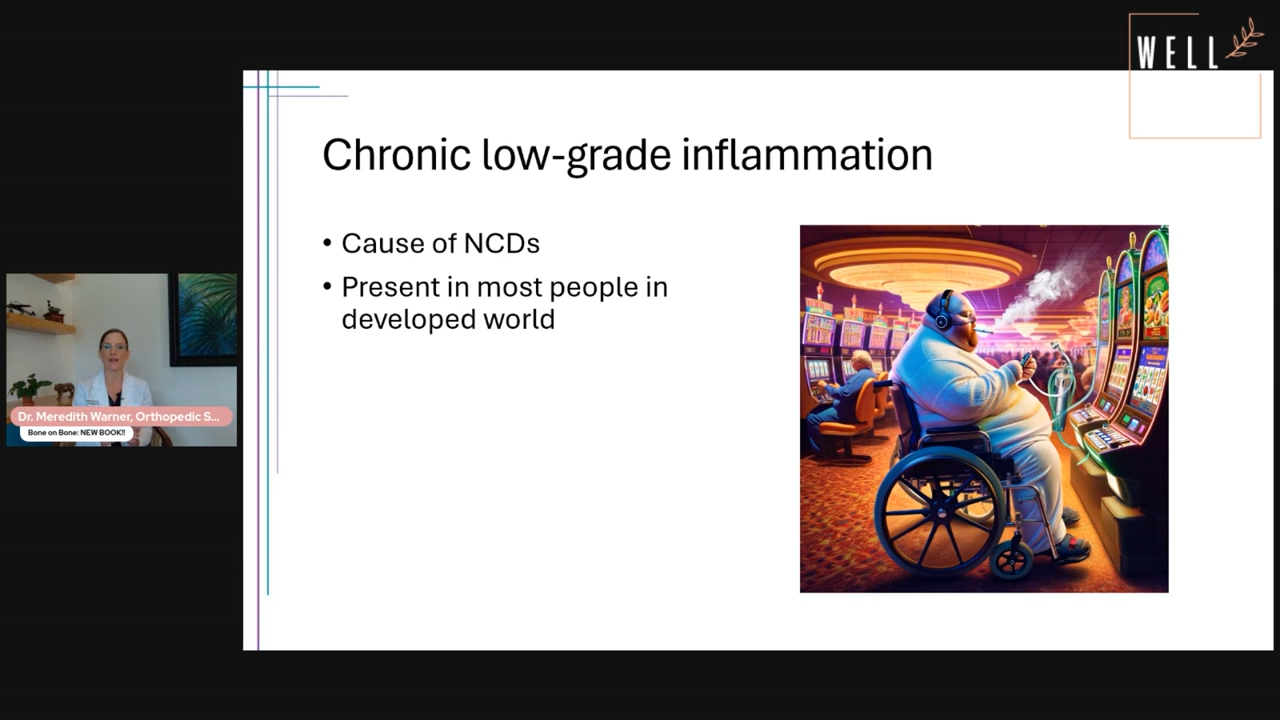 WELL
Chronic low-grade inflammation
• Cause of NCDs
• Present in most people in
developed world
Dr. Meredith Warner, Orthopedic S...
Bone on Bone: NEW BOOK!!